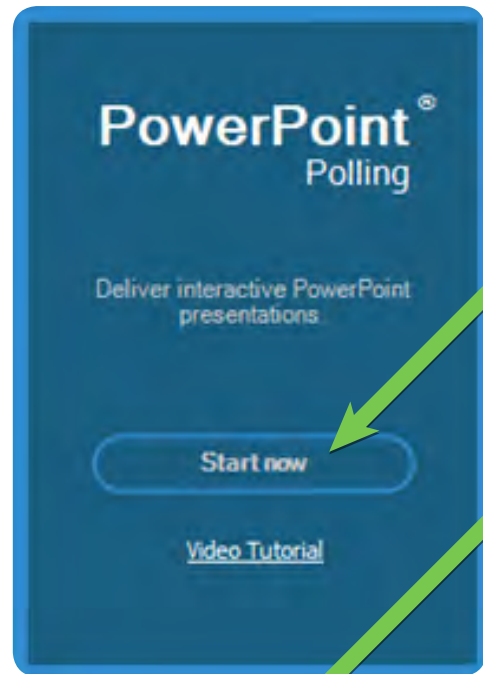 PowerPoint®
Polling
Deliver interactive PowerPoint
presentations.
Start now
Video Tutorial